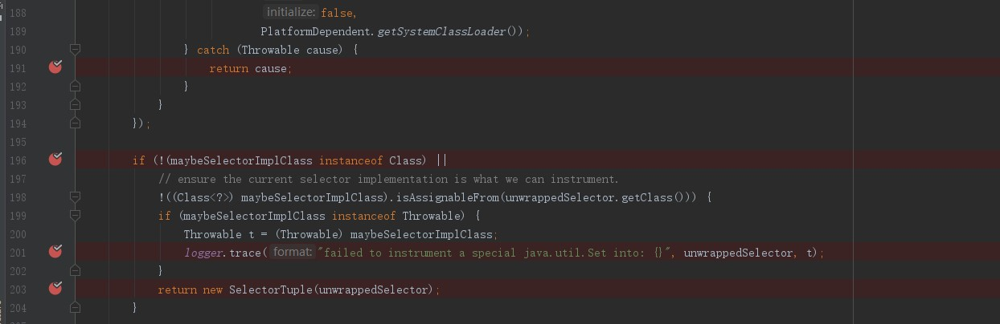 188 initialize: false,
189 PlatformDependent.getSystemClassLoader());
190 } catch (Throwable cause) {
191 return cause;
192 }
193 }
194 });
195
196 if (!(maybeSelectorImplClass instanceof Class) ||
197 // ensure the current selector implementation is what we can instrument.
198 !((Class<?>) maybeSelectorImplClass).isAssignableFrom(unwrappedSelector.getClass())) {
199 if (maybeSelectorImplClass instanceof Throwable) {
200 Throwable t = (Throwable) maybeSelectorImplClass;
201 logger.trace( format: "failed to instrument a special java.util.Set into: {}", unwrappedSelector, t);
202 }
203 return new SelectorTuple(unwrappedSelector);
204 }